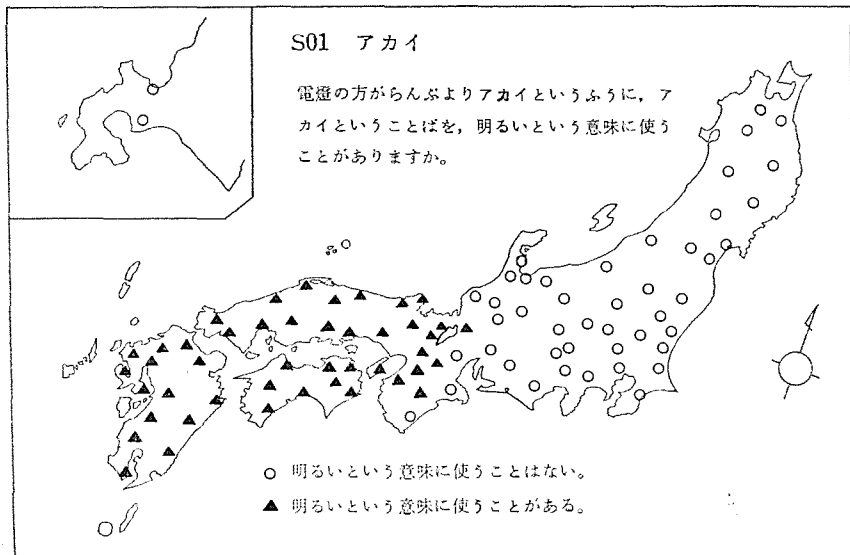 S01 アカイ
電燈の方がらんぷよりアカイというふうに，ア
カイということばを，明るいという意味に使う
ことがありますか。
○ 明るいという意味に使うことはない。
▲ 明るいという意味に使うことがある。